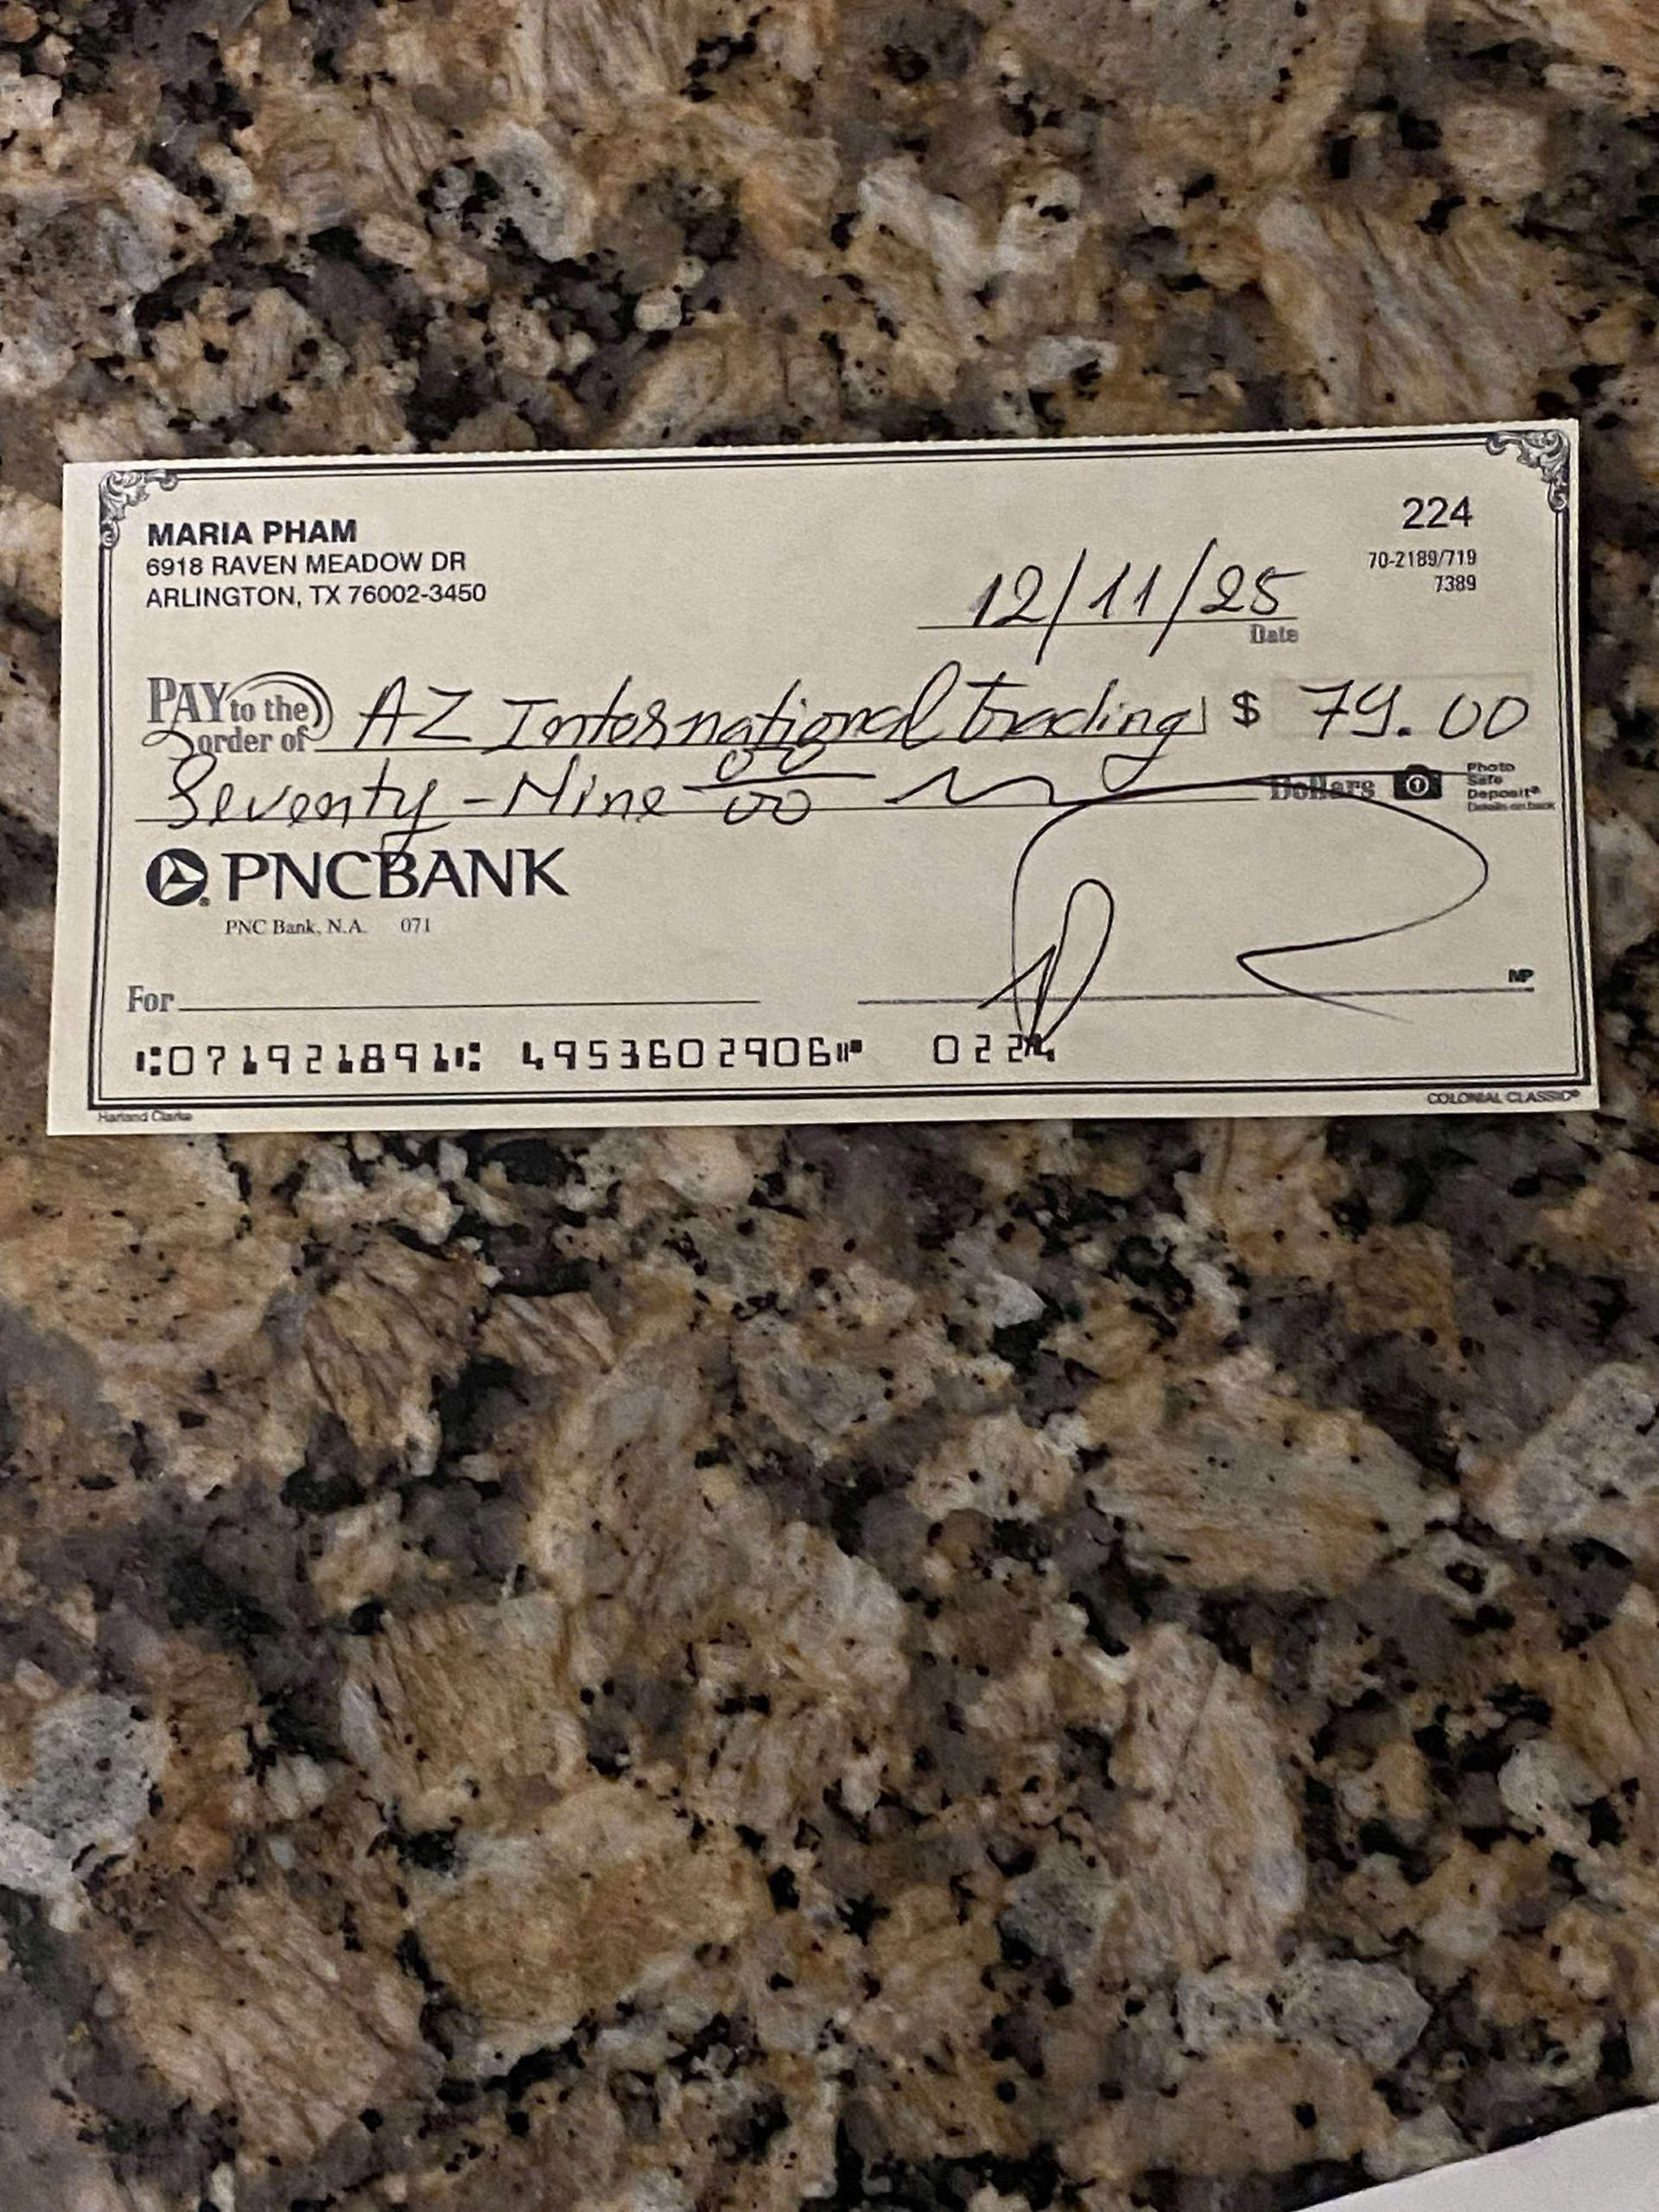 MARIA PHAM
6918 RAVEN MEADOW DR
ARLINGTON, TX 76002-3450
224
70-2189/719
7389
12/11/25
Date
PAY to the order of AZ International trading $ 79.00
Seventy-Nine 00/00 Dollars
Photo
Safe
Deposit®
Details on back
PNCBANK
PNC Bank, N.A. 071
For
MP
⑆071921891⑆ 4953602906⑈ 0224
Harland Clarke
COLONIAL CLASSIC®